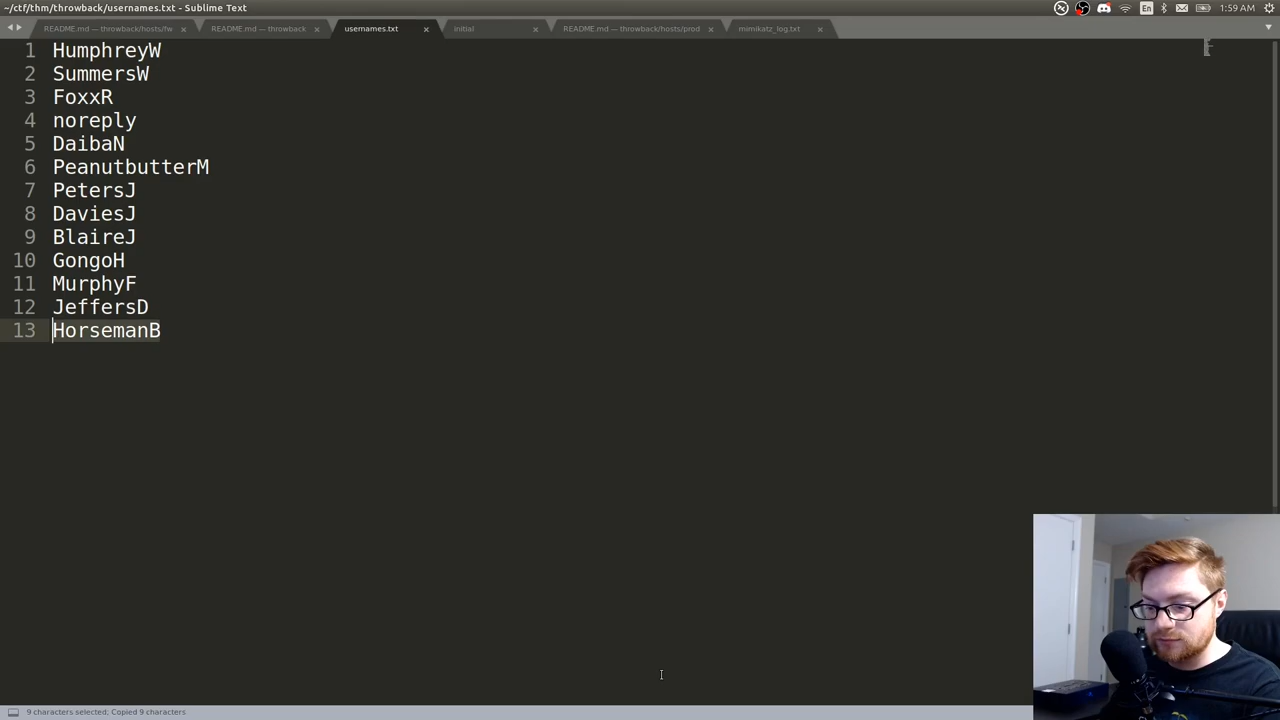 ~/ctf/thm/throwback/usernames.txt - Sublime Text
En
1:59 AM
README.md — throwback/hosts/fw
README.md — throwback
usernames.txt
initial
README.md — throwback/hosts/prod
mimikatz_log.txt
1 HumphreyW
2 SummersW
3 FoxxR
4 noreply
5 DaibaN
6 PeanutbutterM
7 PetersJ
8 DaviesJ
9 BlaireJ
10 GongoH
11 MurphyF
12 JeffersD
13 HorsemanB
9 characters selected; Copied 9 characters